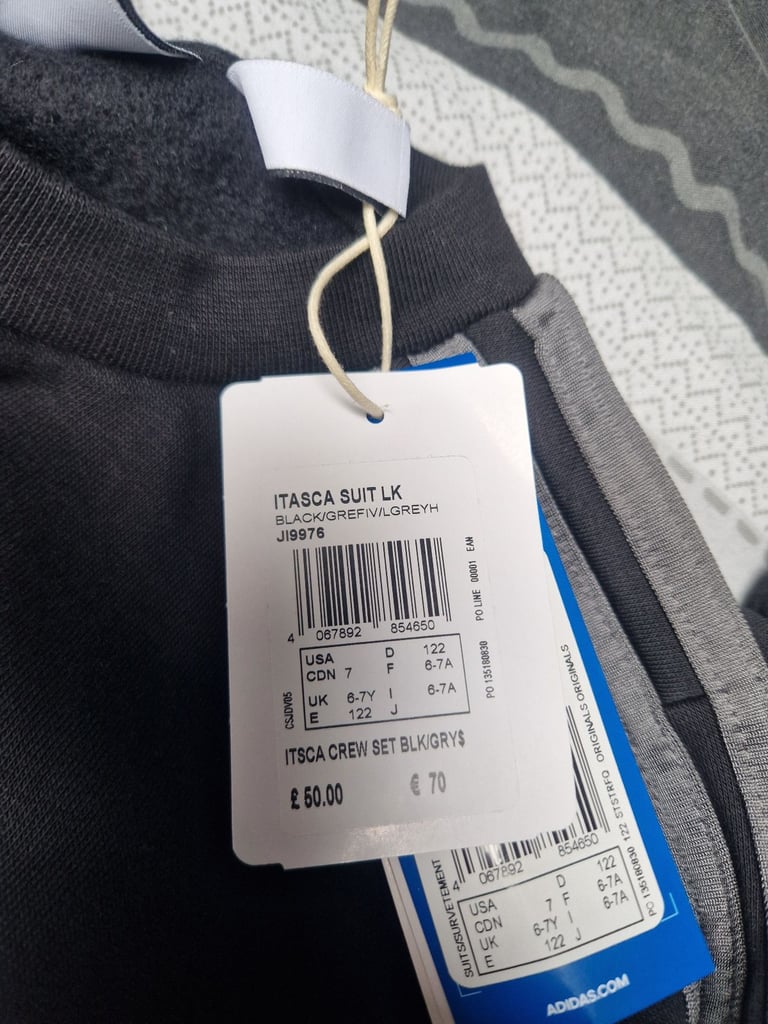 ITASCA SUIT LK
BLACK/GREFIV/LGREYH
JI9976
4 067892 854650
PO LINE 00001 EAN
PO 135180830
CSJDV05
USA D 122
CDN 7 F 6-7A
UK 6-7Y I 6-7A
E 122 J
ITSCA CREW SET BLK/GRY$
£ 50.00 € 70
4 067892 854650
SUITS/SURVETEMENT
USA D 122
CDN 7 F 6-7A
UK 6-7Y I 6-7A
E 122 J
PO 135180830 122 STSTRFO ORIGINALS ORIGINALS
ADIDAS.COM